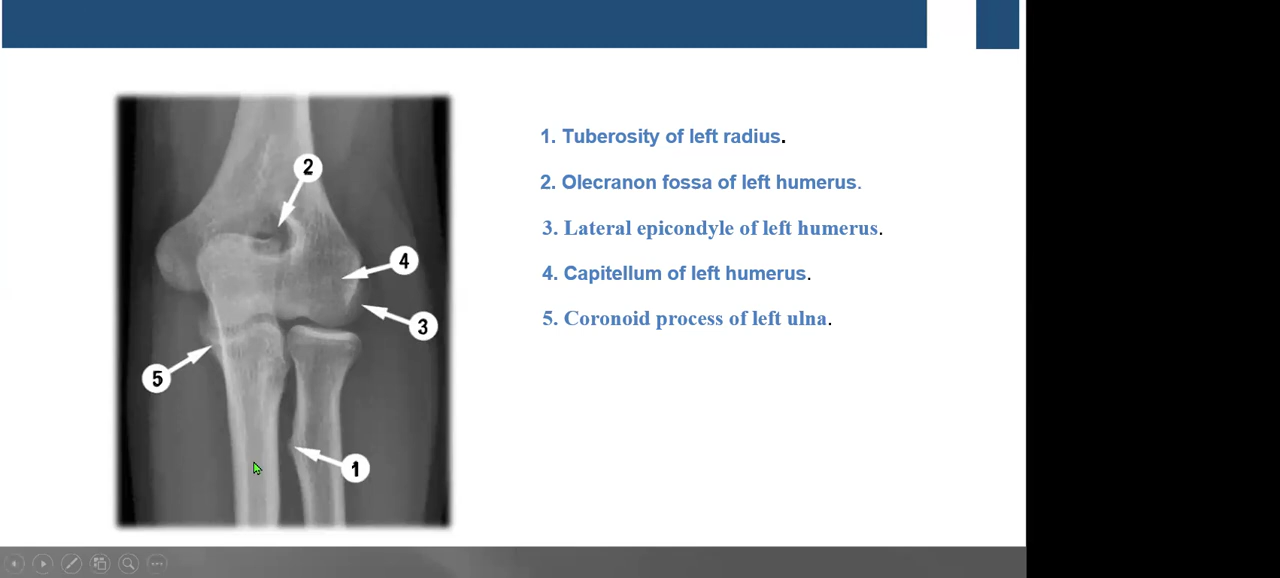 2
4
3
5
1
1. Tuberosity of left radius.
2. Olecranon fossa of left humerus.
3. Lateral epicondyle of left humerus.
4. Capitellum of left humerus.
5. Coronoid process of left ulna.